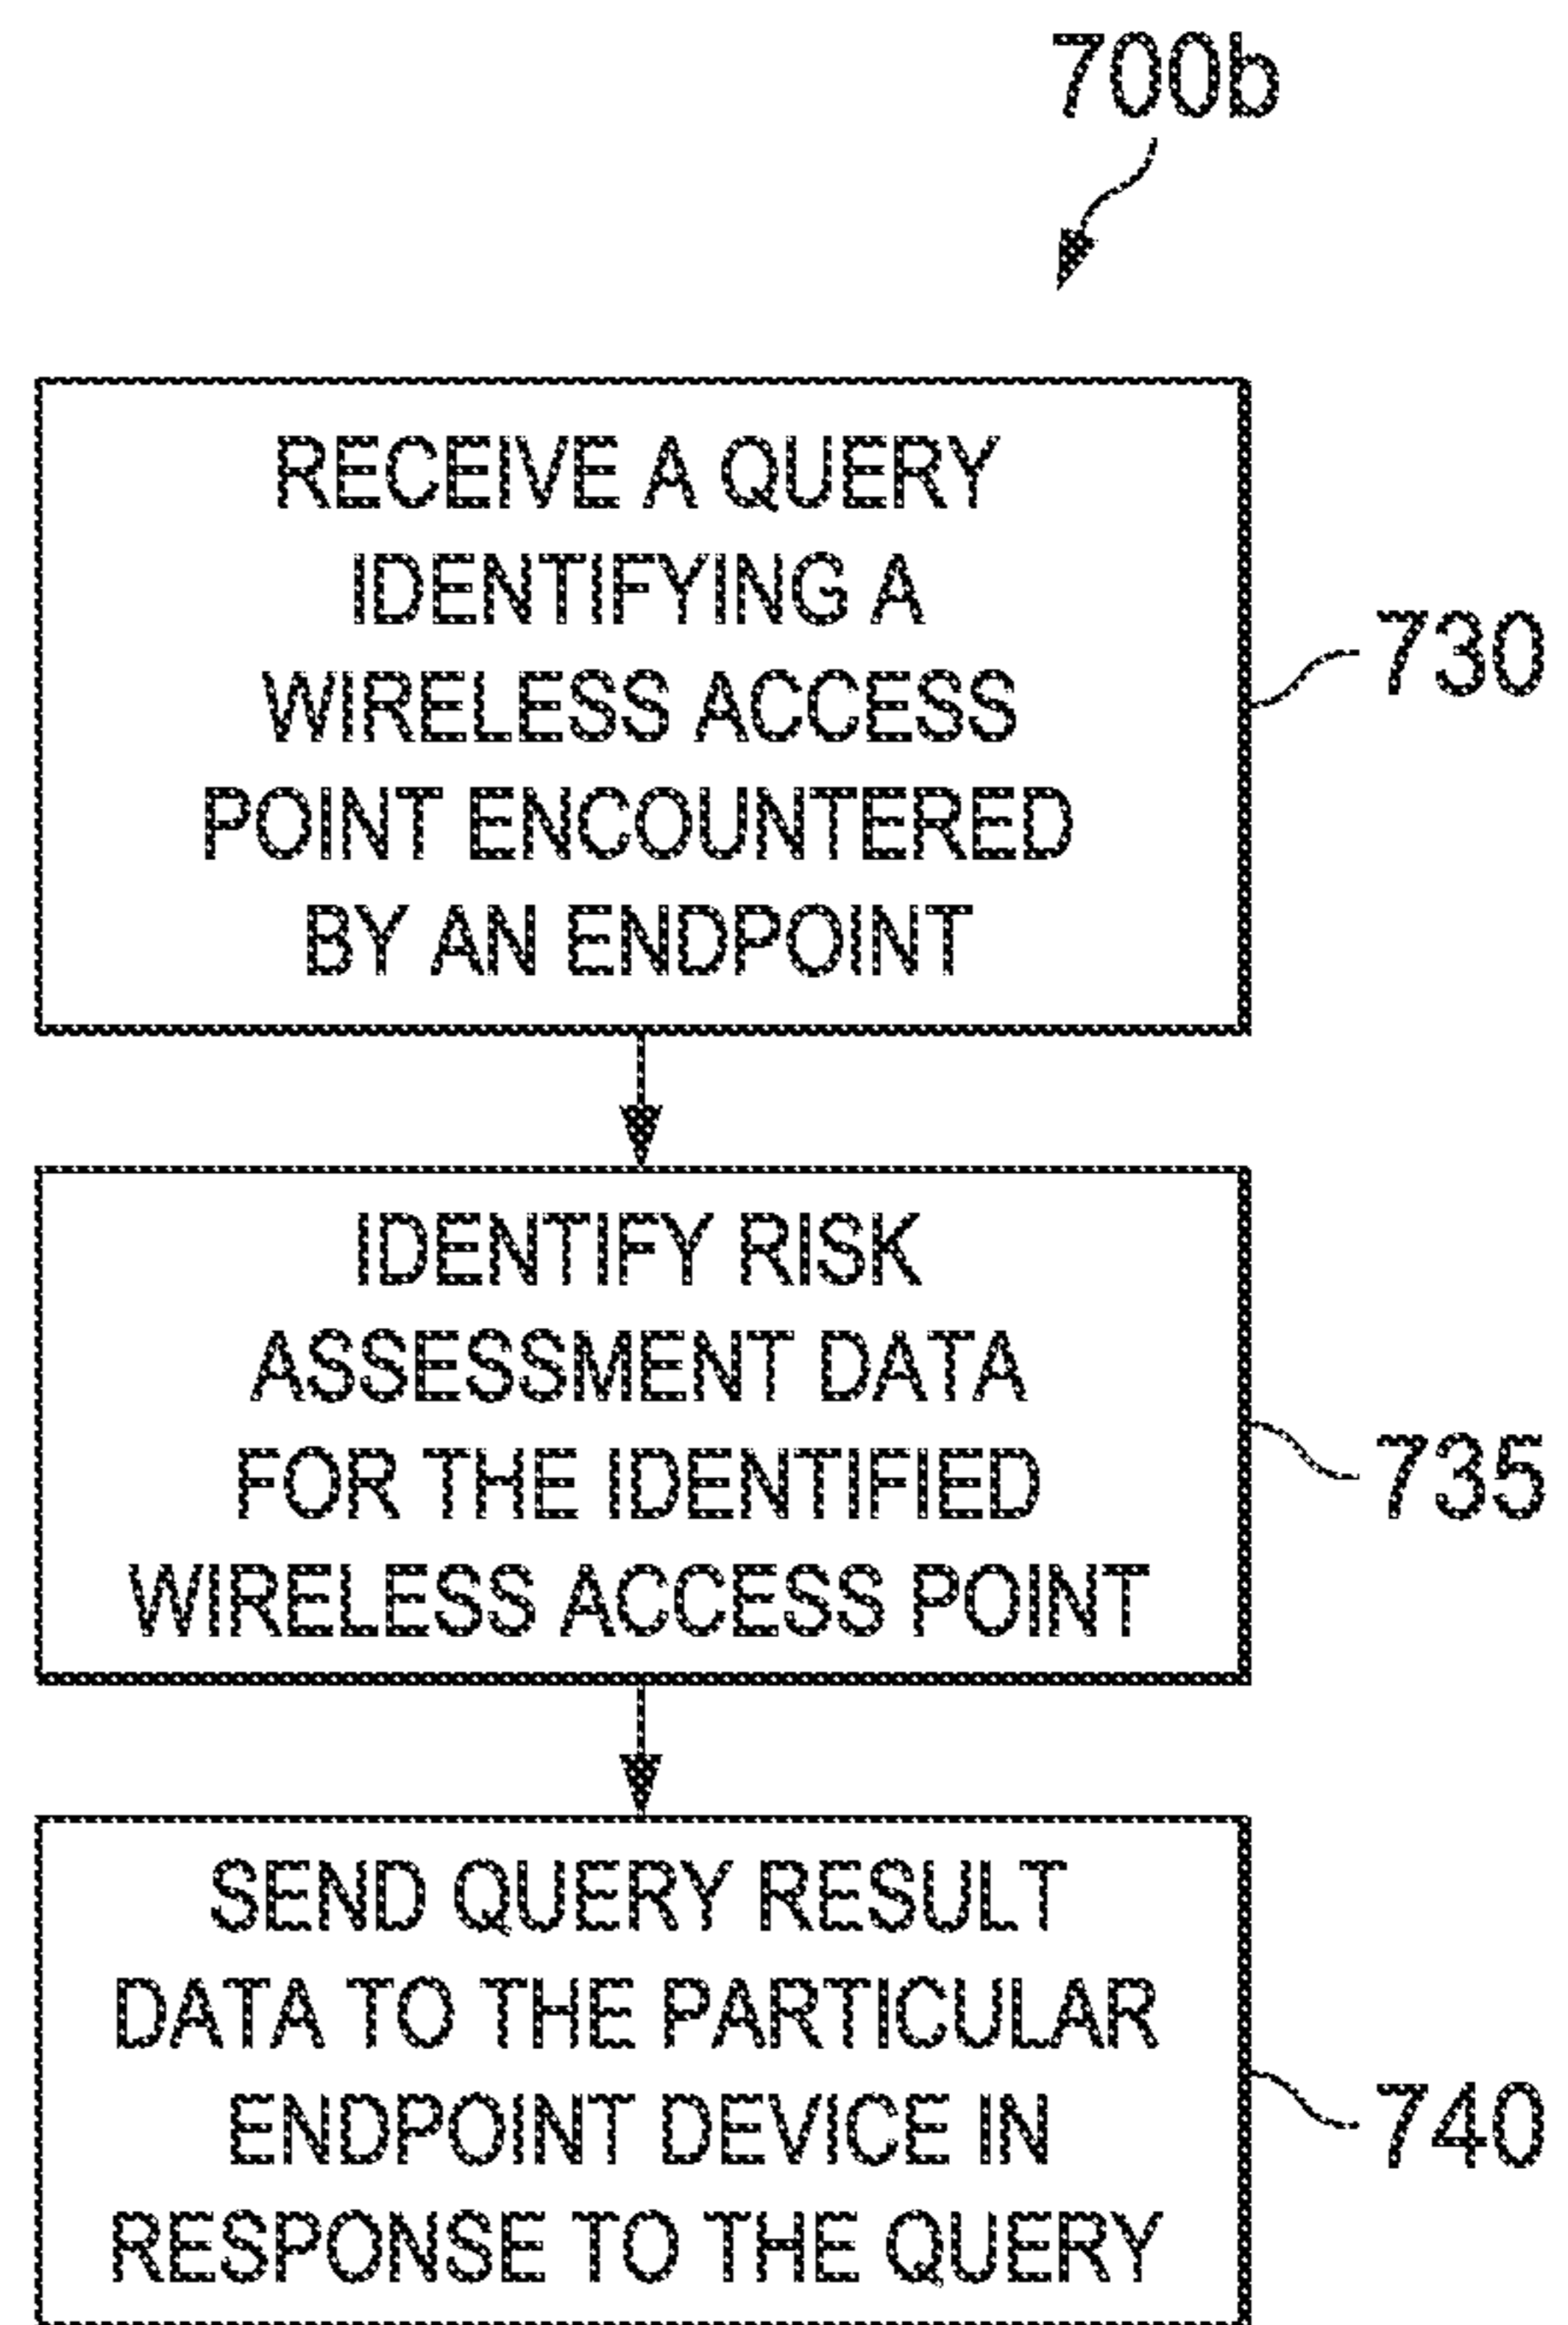 700b
RECEIVE A QUERY
IDENTIFYING A
WIRELESS ACCESS
POINT ENCOUNTERED
BY AN ENDPOINT
730
IDENTIFY RISK
ASSESSMENT DATA
FOR THE IDENTIFIED
WIRELESS ACCESS POINT
735
SEND QUERY RESULT
DATA TO THE PARTICULAR
ENDPOINT DEVICE IN
RESPONSE TO THE QUERY
740